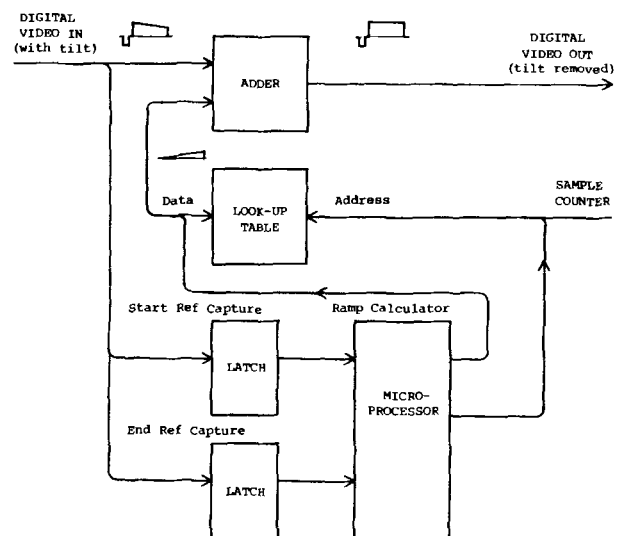 DIGITAL
VIDEO IN
(with tilt)
DIGITAL
VIDEO OUT
(tilt removed)
ADDER
Data
LOOK-UP
TABLE
Address
SAMPLE
COUNTER
Start Ref Capture
Ramp Calculator
LATCH
MICRO-
PROCESSOR
End Ref Capture
LATCH